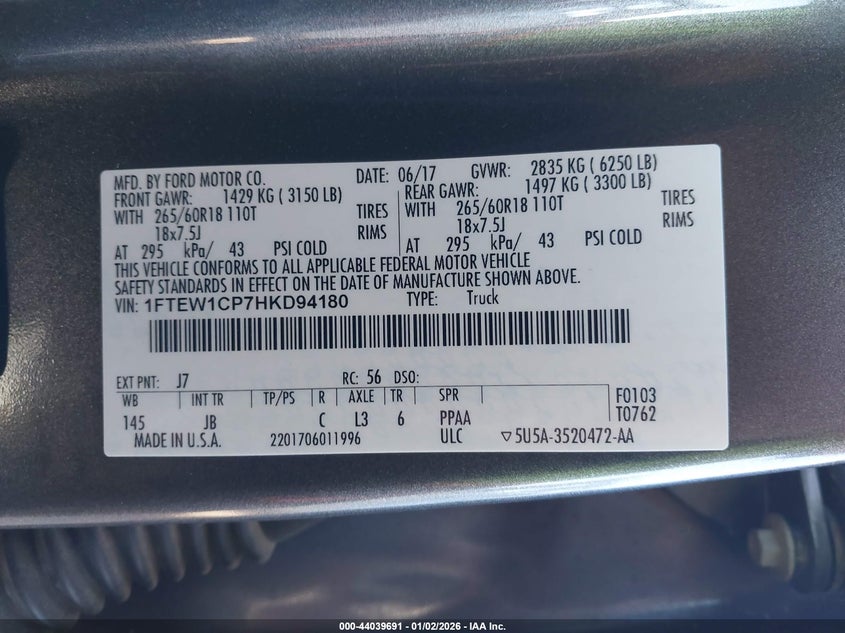 MFD. BY FORD MOTOR CO. DATE: 06/17 GVWR: 2835 KG ( 6250 LB)
FRONT GAWR: 1429 KG ( 3150 LB) REAR GAWR: 1497 KG ( 3300 LB)
WITH 265/60R18 110T TIRES WITH 265/60R18 110T TIRES
18x7.5J RIMS 18x7.5J RIMS
AT 295 kPa/ 43 PSI COLD AT 295 kPa/ 43 PSI COLD
THIS VEHICLE CONFORMS TO ALL APPLICABLE FEDERAL MOTOR VEHICLE
SAFETY STANDARDS IN EFFECT ON THE DATE OF MANUFACTURE SHOWN ABOVE.
VIN: 1FTEW1CP7HKD94180 TYPE: Truck
EXT PNT: J7 RC: 56 DSO:
WB INT TR TP/PS R AXLE TR SPR F0103
145 JB C L3 6 PPAA T0762
MADE IN U.S.A. 2201706011996 ULC ▽5U5A-3520472-AA
000-44039691 - 01/02/2026 - IAA Inc.